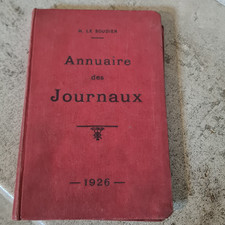 H. LE SOUDIER
Annuaire
des
Journaux
— 1926 —